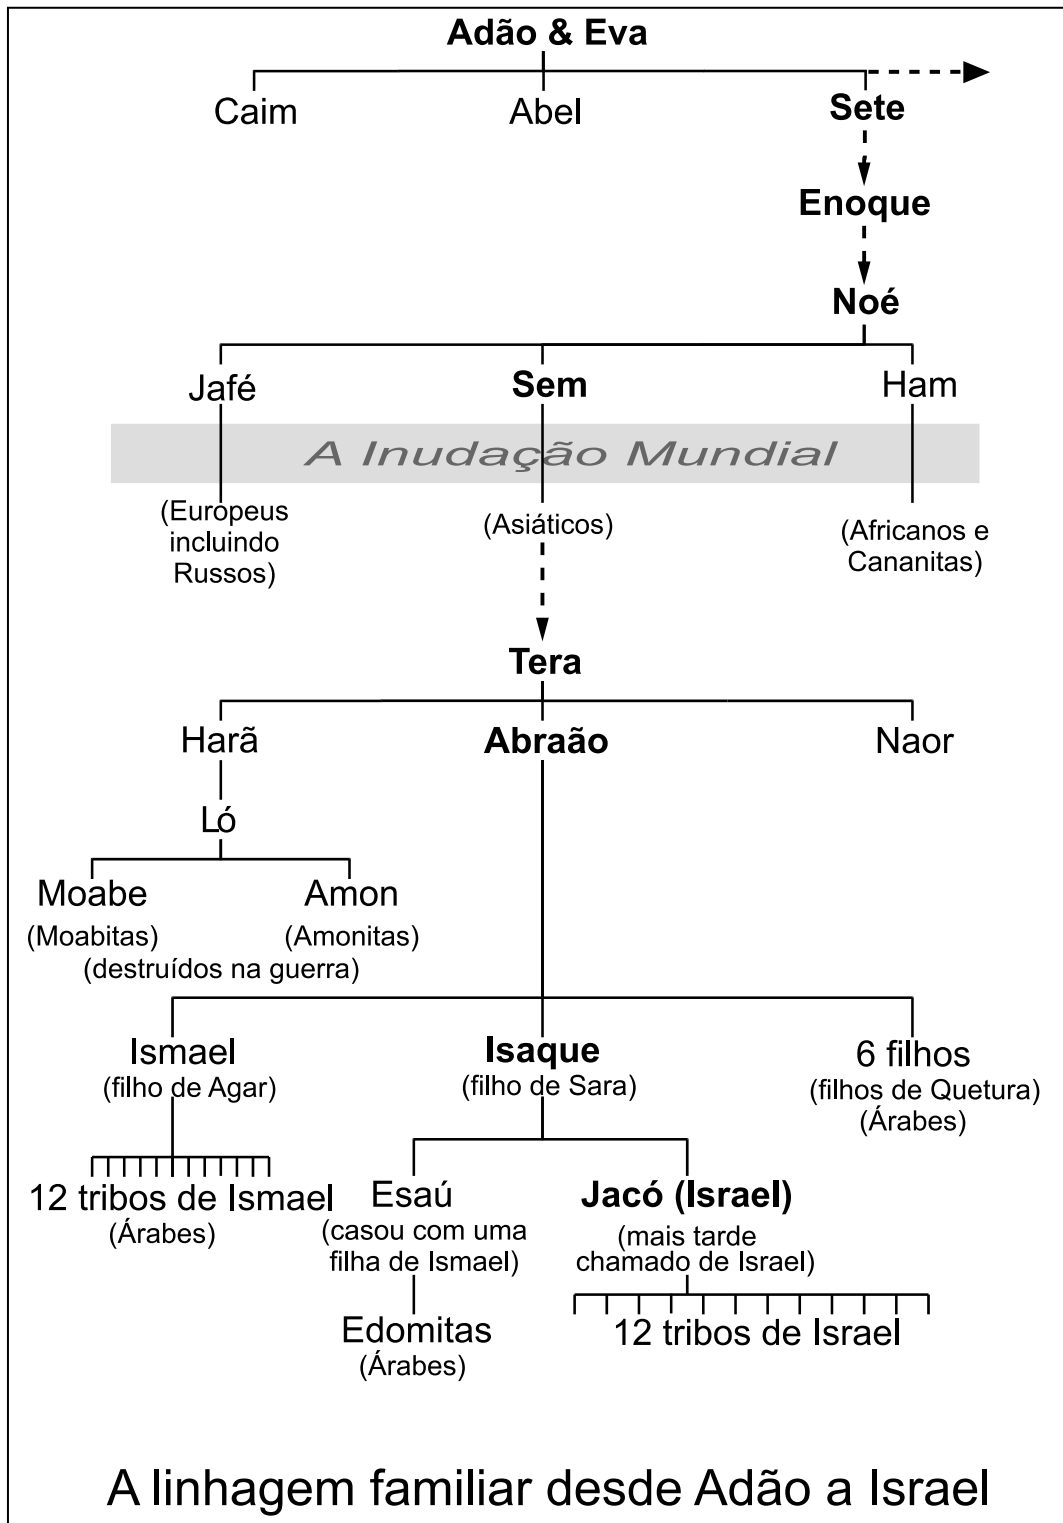 Adão & Eva
Caim Abel Sete
Enoque
Noé
Jafé Sem Ham
A Inudação Mundial
(Europeus
incluindo
Russos)
(Asiáticos)
(Africanos e
Cananitas)
Tera
Harã Abraão Naor
Ló
Moabe Amon
(Moabitas) (Amonitas)
(destruídos na guerra)
Ismael
(filho de Agar)
Isaque
(filho de Sara)
6 filhos
(filhos de Quetura)
(Árabes)
12 tribos de Ismael
(Árabes)
Esaú
(casou com uma
filha de Ismael)
Jacó (Israel)
(mais tarde
chamado de Israel)
Edomitas
(Árabes)
12 tribos de Israel
A linhagem familiar desde Adão a Israel